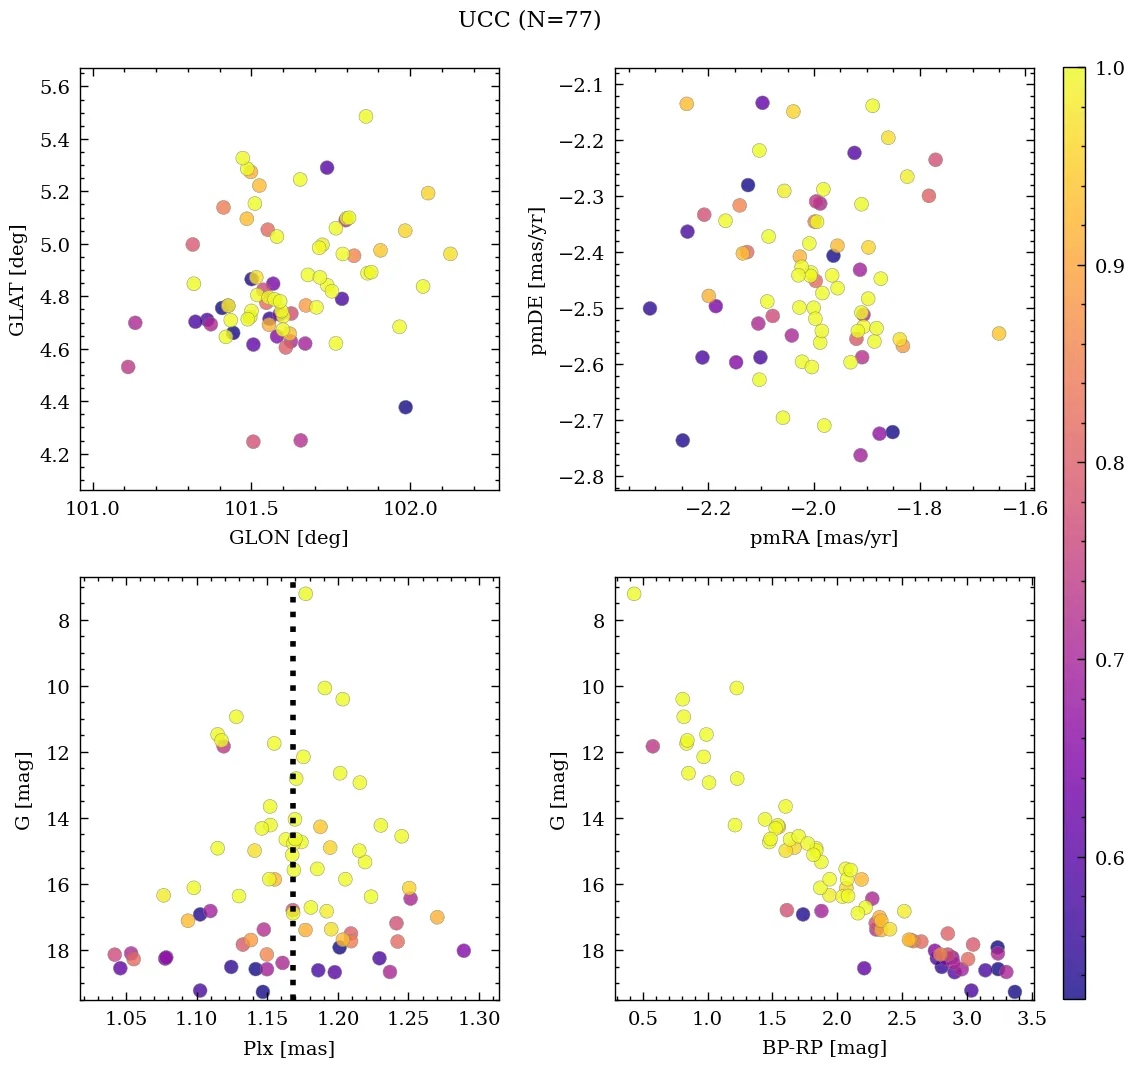 UCC (N=77)
5.6
5.4
5.2
5.0
4.8
4.6
4.4
4.2
GLAT [deg]
101.0 101.5 102.0
GLON [deg]
−2.1
−2.2
−2.3
−2.4
−2.5
−2.6
−2.7
−2.8
pmDE [mas/yr]
−2.2 −2.0 −1.8 −1.6
pmRA [mas/yr]
1.0
0.9
0.8
0.7
0.6
8
10
12
14
16
18
G [mag]
1.05 1.10 1.15 1.20 1.25 1.30
Plx [mas]
8
10
12
14
16
18
G [mag]
0.5 1.0 1.5 2.0 2.5 3.0 3.5
BP-RP [mag]